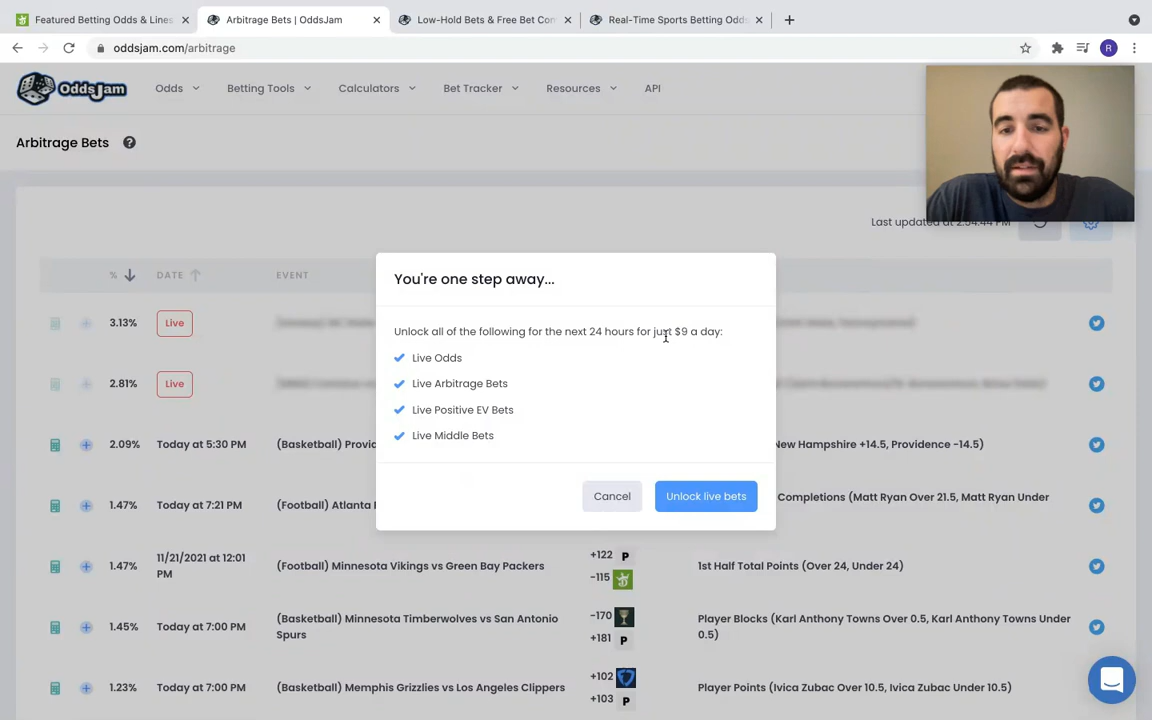 Featured Betting Odds & Lines
Arbitrage Bets | OddsJam
Low-Hold Bets & Free Bet Con
Real-Time Sports Betting Odds
oddsjam.com/arbitrage
R
OddsJam
Odds
Betting Tools
Calculators
Bet Tracker
Resources
API
Arbitrage Bets
Last updated at 2:54:44 PM
% DATE EVENT
You're one step away...
Unlock all of the following for the next 24 hours for just $9 a day:
Live Odds
Live Arbitrage Bets
Live Positive EV Bets
Live Middle Bets
Cancel
Unlock live bets
3.13% Live
2.81% Live
2.09% Today at 5:30 PM (Basketball) Provid New Hampshire +14.5, Providence -14.5)
1.47% Today at 7:21 PM (Football) Atlanta F Completions (Matt Ryan Over 21.5, Matt Ryan Under
1.47% 11/21/2021 at 12:01
PM
(Football) Minnesota Vikings vs Green Bay Packers
+122 P
-115
1st Half Total Points (Over 24, Under 24)
1.45% Today at 7:00 PM (Basketball) Minnesota Timberwolves vs San Antonio
Spurs
-170
+181 P
Player Blocks (Karl Anthony Towns Over 0.5, Karl Anthony Towns Under
0.5)
1.23% Today at 7:00 PM (Basketball) Memphis Grizzlies vs Los Angeles Clippers
+102
+103 P
Player Points (Ivica Zubac Over 10.5, Ivica Zubac Under 10.5)